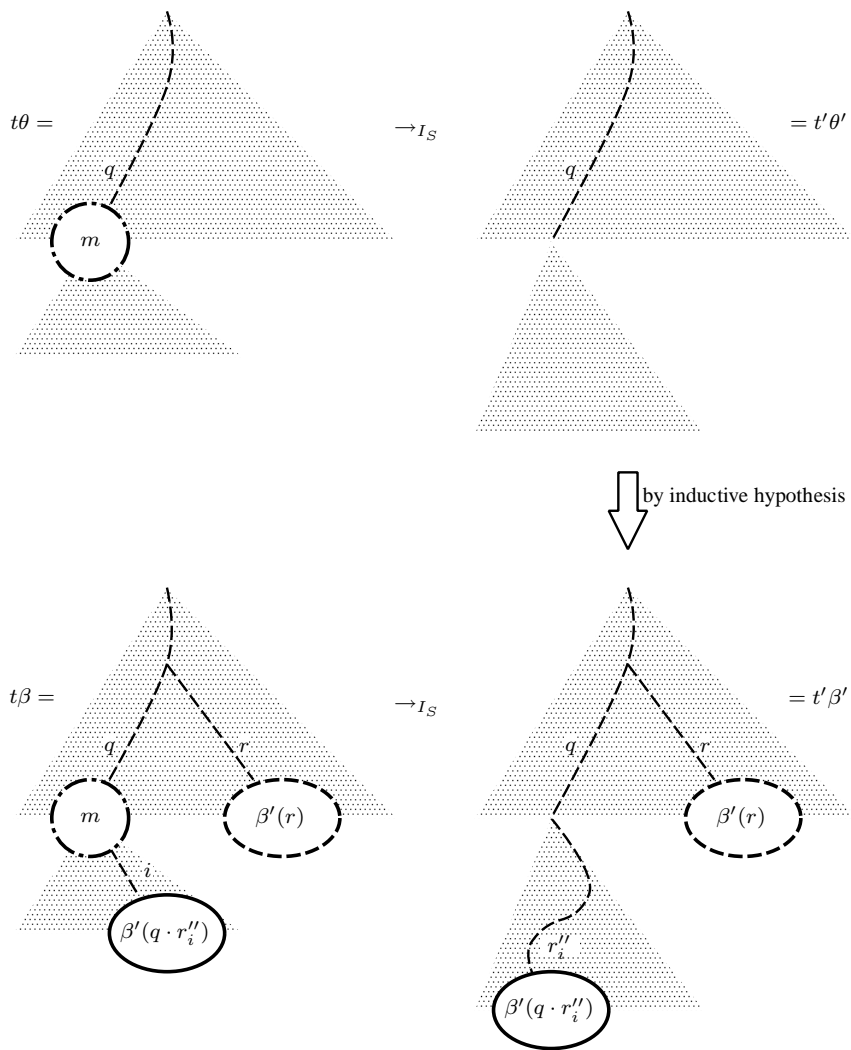 tθ = →_{I_S} = t′θ′
q q
m
by inductive hypothesis
tβ = →_{I_S} = t′β′
q r q r
m β′(r) β′(r)
i
β′(q · r″_i) r″_i
β′(q · r″_i)